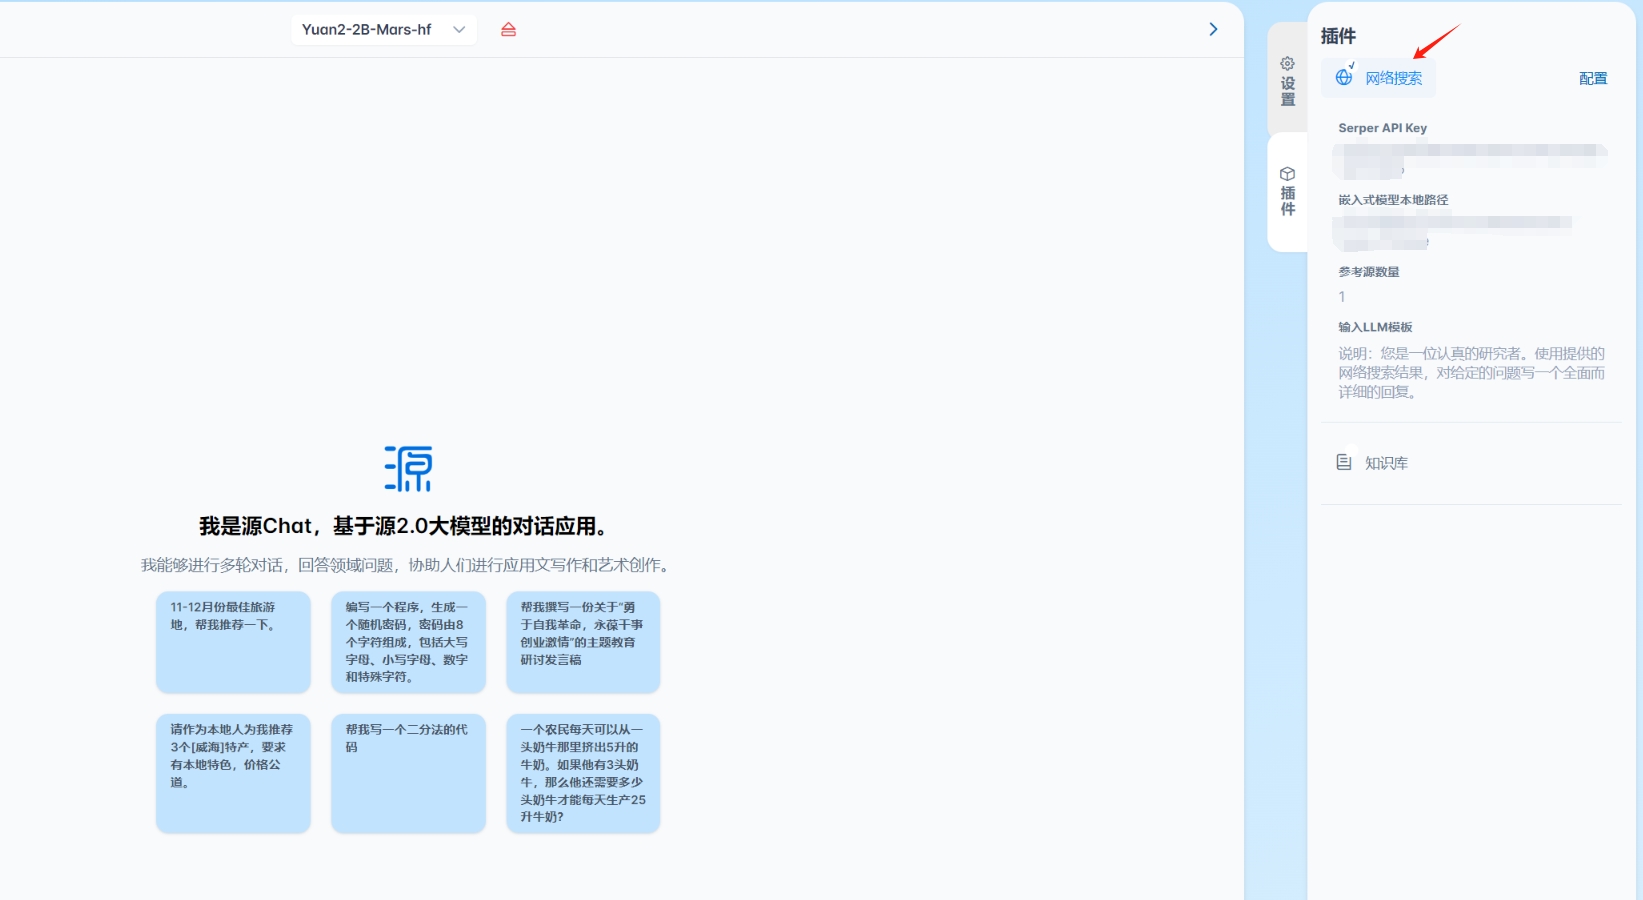 Yuan2-2B-Mars-hf
源
我是源Chat，基于源2.0大模型的对话应用。
我能够进行多轮对话，回答领域问题，协助人们进行应用文写作和艺术创作。
11-12月份最佳旅游
地，帮我推荐一下。
编写一个程序，生成一
个随机密码，密码由8
个字符组成，包括大写
字母、小写字母、数字
和特殊字符。
帮我撰写一份关于“勇
于自我革命，永葆干事
创业激情”的主题教育
研讨发言稿
请作为本地人为我推荐
3个[威海]特产，要求
有本地特色，价格公
道。
帮我写一个二分法的代
码
一个农民每天可以从一
头奶牛那里挤出5升的
牛奶。如果他有3头奶
牛，那么他还需要多少
头奶牛才能每天生产25
升牛奶?
设置
插件
插件
网络搜索
配置
Serper API Key
嵌入式模型本地路径
参考源数量
1
输入LLM模板
说明：您是一位认真的研究者。使用提供的
网络搜索结果，对给定的问题写一个全面而
详细的回复。
知识库